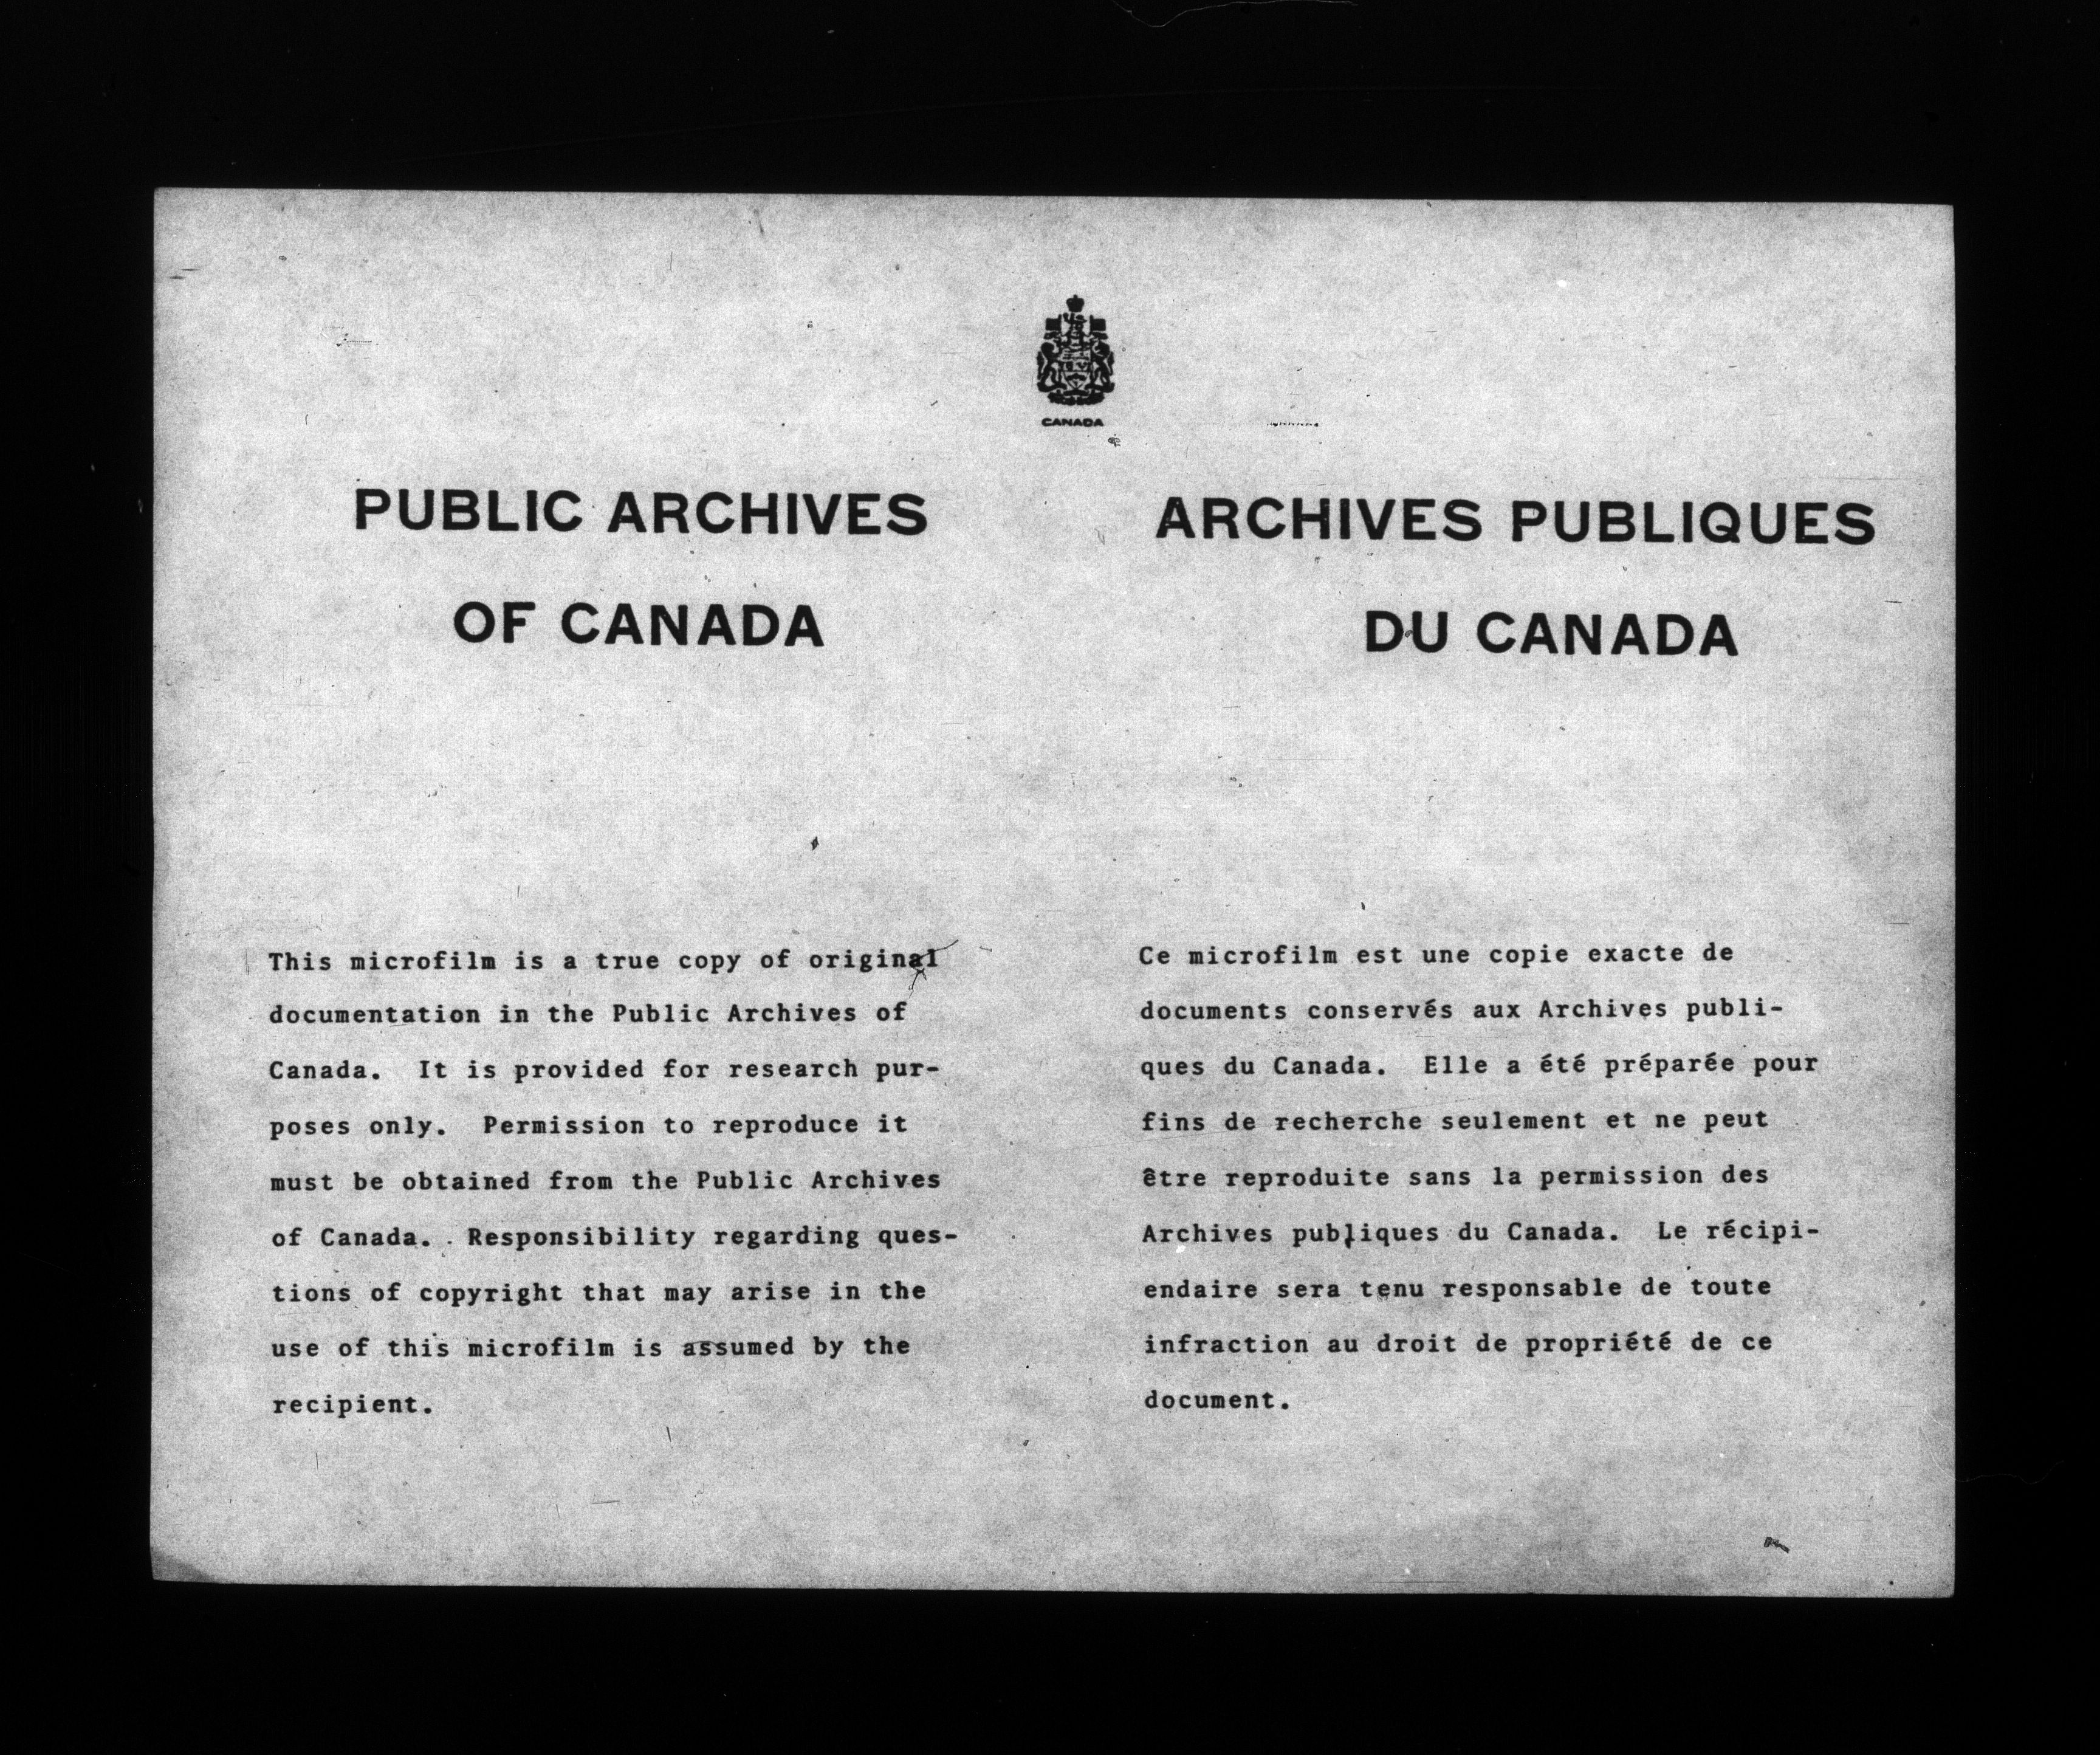 CANADA
PUBLIC ARCHIVES
OF CANADA
This microfilm is a true copy of original
documentation in the Public Archives of
Canada. It is provided for research pur-
poses only. Permission to reproduce it
must be obtained from the Public Archives
of Canada. Responsibility regarding ques-
tions of copyright that may arise in the
use of this microfilm is assumed by the
recipient.
ARCHIVES PUBLIQUES
DU CANADA
Ce microfilm est une copie exacte de
documents conservés aux Archives publi-
ques du Canada. Elle a été préparée pour
fins de recherche seulement et ne peut
être reproduite sans la permission des
Archives publiques du Canada. Le récipi-
endaire sera tenu responsable de toute
infraction au droit de propriété de ce
document.